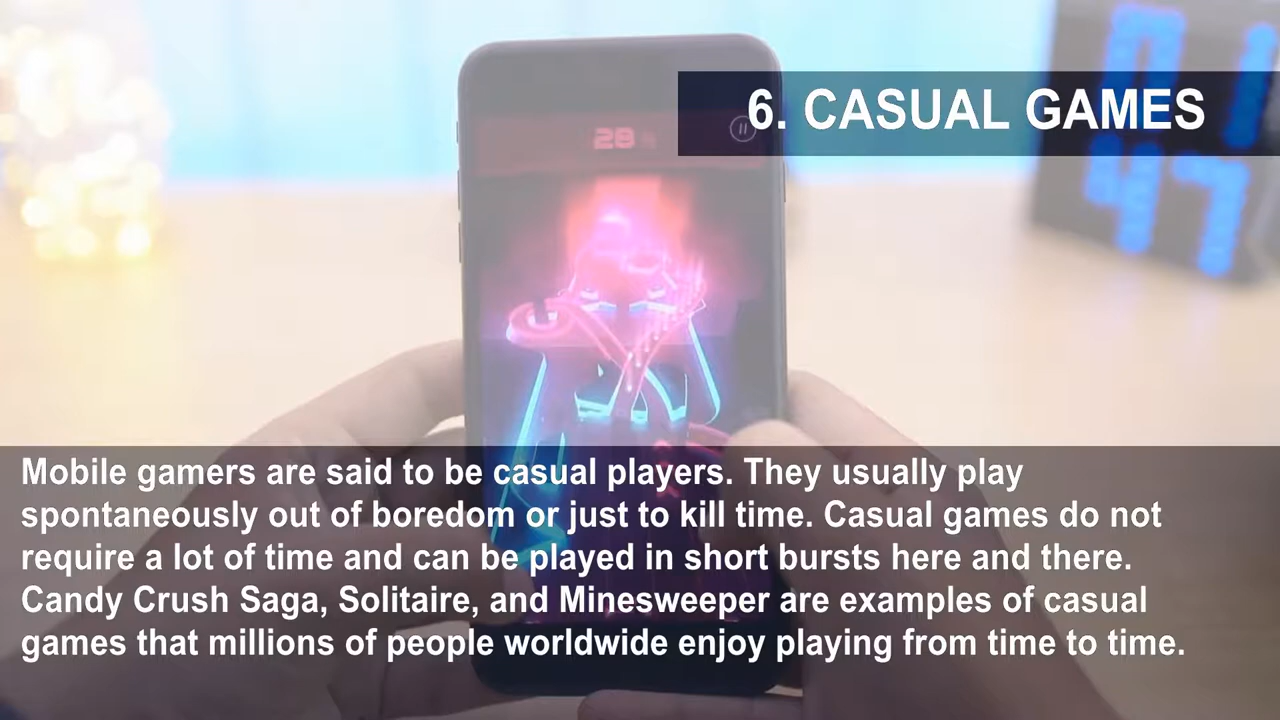 6. CASUAL GAMES
28
01
47
Mobile gamers are said to be casual players. They usually play
spontaneously out of boredom or just to kill time. Casual games do not
require a lot of time and can be played in short bursts here and there.
Candy Crush Saga, Solitaire, and Minesweeper are examples of casual
games that millions of people worldwide enjoy playing from time to time.